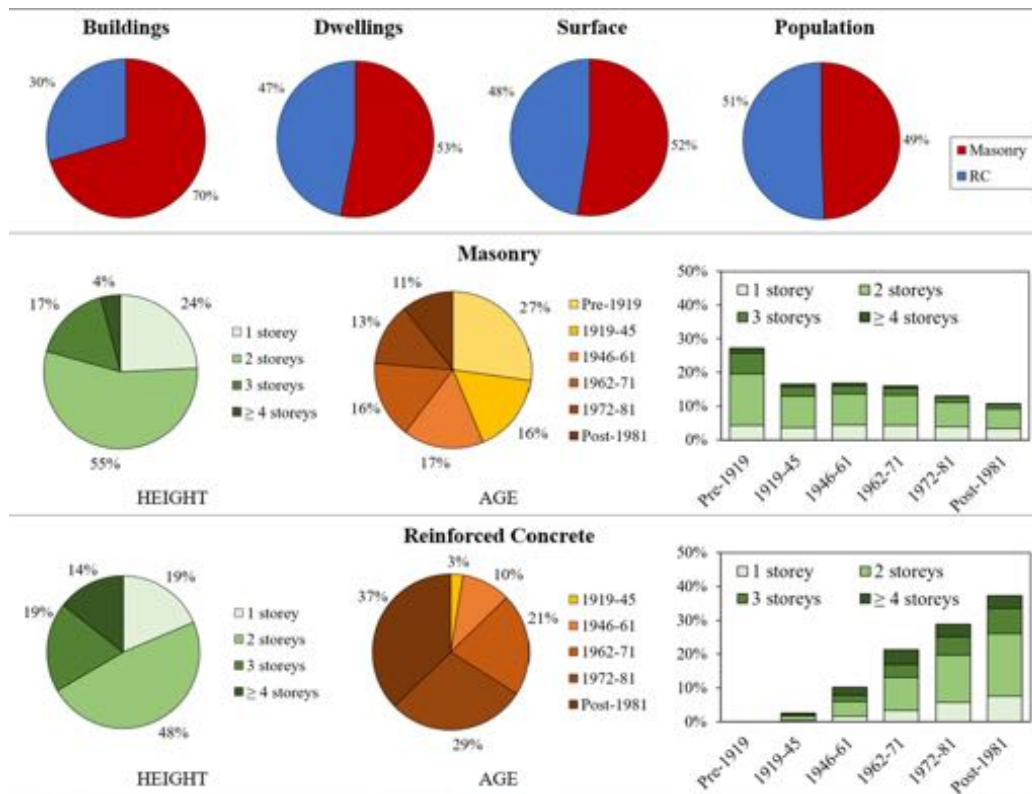 Buildings
Dwellings
Surface
Population
30%
70%
47%
53%
48%
52%
51%
49%
Masonry
RC
Masonry
4%
17%
24%
55%
1 storey
2 storeys
3 storeys
≥ 4 storeys
HEIGHT
11%
13%
27%
16%
16%
17%
Pre-1919
1919-45
1946-61
1962-71
1972-81
Post-1981
AGE
50%
40%
30%
20%
10%
0%
1 storey
2 storeys
3 storeys
≥ 4 storeys
Pre-1919
1919-45
1946-61
1962-71
1972-81
Post-1981
Reinforced Concrete
14%
19%
19%
48%
1 storey
2 storeys
3 storeys
≥ 4 storeys
HEIGHT
3%
10%
37%
21%
29%
1919-45
1946-61
1962-71
1972-81
Post-1981
AGE
50%
40%
30%
20%
10%
0%
1 storey
2 storeys
3 storeys
≥ 4 storeys
Pre-1919
1919-45
1946-61
1962-71
1972-81
Post-1981